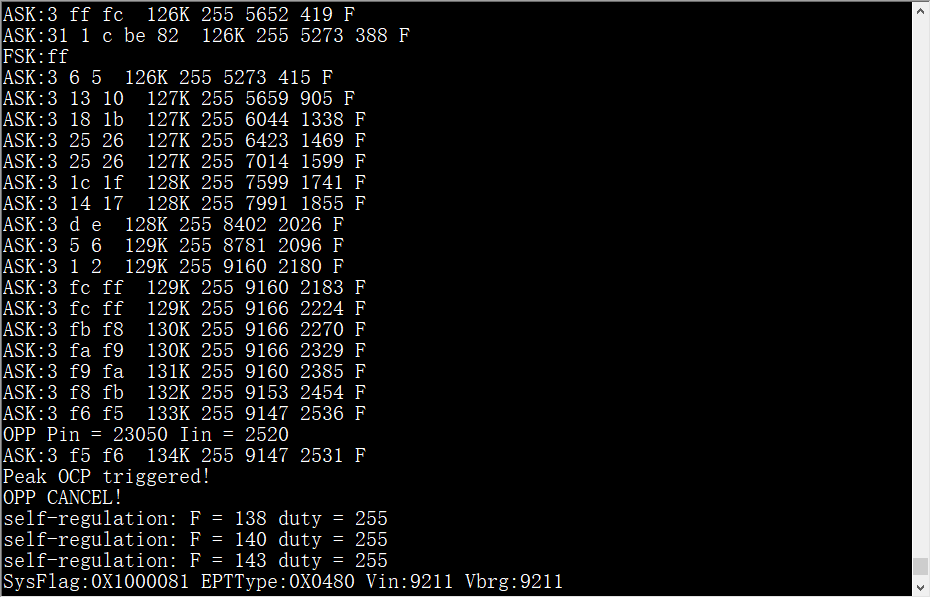 ASK:3 ff fc  126K 255 5652 419 F
ASK:31 1 c be 82  126K 255 5273 388 F
FSK:ff
ASK:3 6 5  126K 255 5273 415 F
ASK:3 13 10  127K 255 5659 905 F
ASK:3 18 1b  127K 255 6044 1338 F
ASK:3 25 26  127K 255 6423 1469 F
ASK:3 25 26  127K 255 7014 1599 F
ASK:3 1c 1f  128K 255 7599 1741 F
ASK:3 14 17  128K 255 7991 1855 F
ASK:3 d e  128K 255 8402 2026 F
ASK:3 5 6  129K 255 8781 2096 F
ASK:3 1 2  129K 255 9160 2180 F
ASK:3 fc ff  129K 255 9160 2183 F
ASK:3 fc ff  129K 255 9166 2224 F
ASK:3 fb f8  130K 255 9166 2270 F
ASK:3 fa f9  130K 255 9166 2329 F
ASK:3 f9 fa  131K 255 9160 2385 F
ASK:3 f8 fb  132K 255 9153 2454 F
ASK:3 f6 f5  133K 255 9147 2536 F
OPP Pin = 23050 Iin = 2520
ASK:3 f5 f6  134K 255 9147 2531 F
Peak OCP triggered!
OPP CANCEL!
self-regulation: F = 138 duty = 255
self-regulation: F = 140 duty = 255
self-regulation: F = 143 duty = 255
SysFlag:0X1000081 EPTType:0X0480 Vin:9211 Vbrg:9211